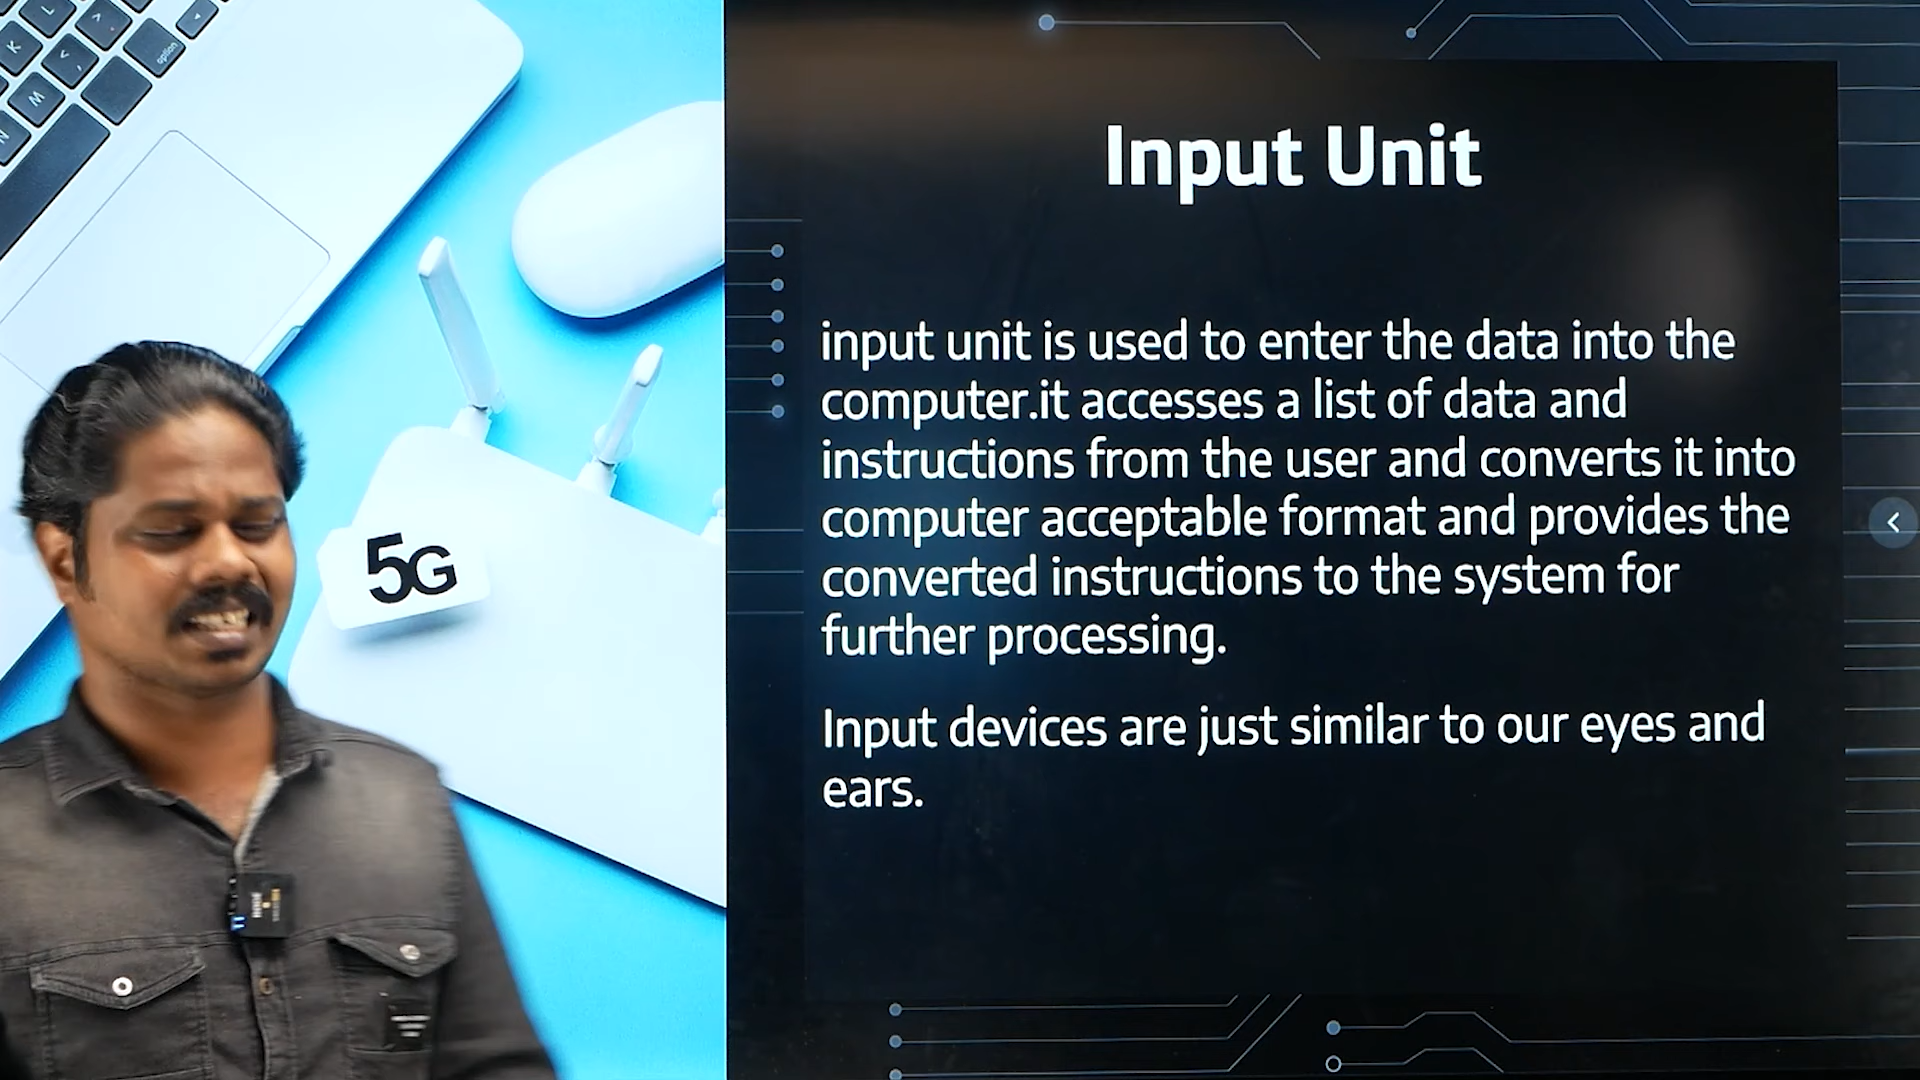 Input Unit
input unit is used to enter the data into the
computer.it accesses a list of data and
instructions from the user and converts it into
computer acceptable format and provides the
converted instructions to the system for
further processing.
Input devices are just similar to our eyes and
ears.
5G
option
L
K
M
N